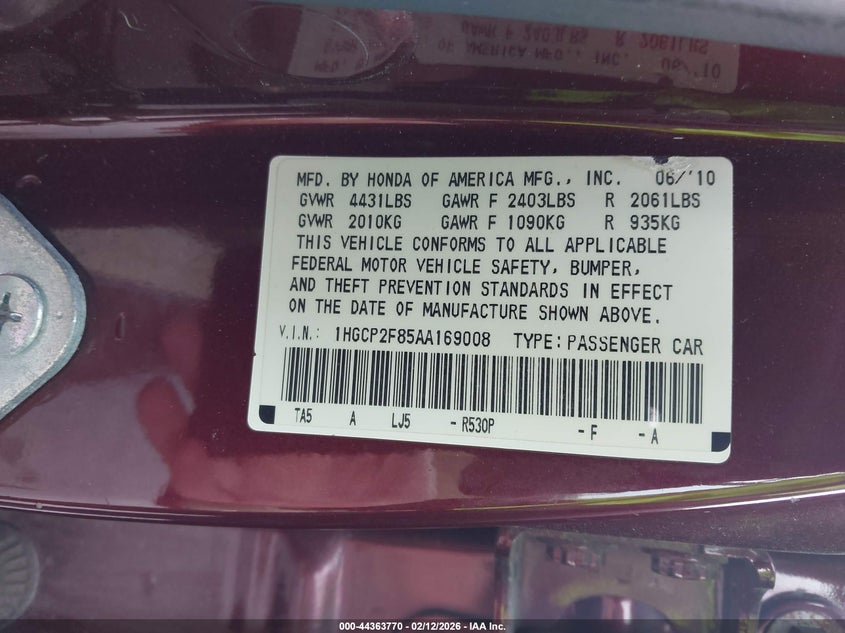 MFD. BY HONDA OF AMERICA MFG., INC. 06/'10
GVWR 4431LBS GAWR F 2403LBS R 2061LBS
GVWR 2010KG GAWR F 1090KG R 935KG
THIS VEHICLE CONFORMS TO ALL APPLICABLE
FEDERAL MOTOR VEHICLE SAFETY, BUMPER,
AND THEFT PREVENTION STANDARDS IN EFFECT
ON THE DATE OF MANUFACTURE SHOWN ABOVE.
V.I.N.: 1HGCP2F85AA169008 TYPE: PASSENGER CAR
TA5 A LJ5 - R530P - F - A
000-44363770 - 02/12/2026 - IAA Inc.